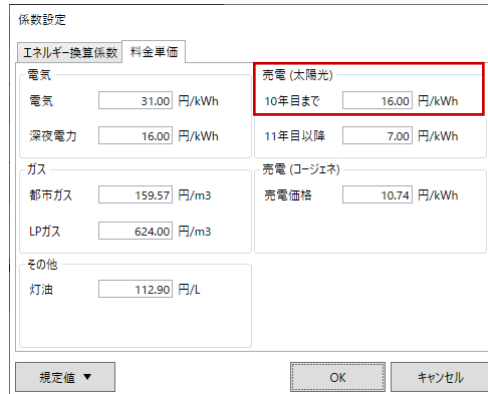 係数設定
エネルギー換算係数 料金単価
電気
電気 31.00 円/kWh
深夜電力 16.00 円/kWh
売電 (太陽光)
10年目まで 16.00 円/kWh
11年目以降 7.00 円/kWh
ガス
都市ガス 159.57 円/m3
LPガス 624.00 円/m3
売電 (コージェネ)
売電価格 10.74 円/kWh
その他
灯油 112.90 円/L
規定値 ▼
OK
キャンセル